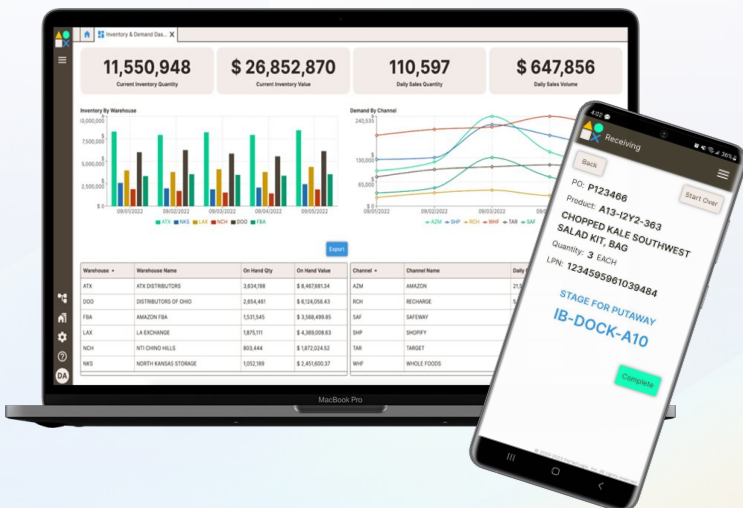 Inventory & Demand Das... X
11,550,948
Current Inventory Quantity
$ 26,852,870
Current Inventory Value
110,597
Daily Sales Quantity
$ 647,856
Daily Sales Volume
Inventory By Warehouse
10,000,000
7,500,000
5,000,000
2,500,000
$ 0
09/01/2022 09/02/2022 09/03/2022 09/04/2022 09/05/2022
ATX NKS LAX NCH DOO FBA
Demand By Channel
240,535
130,000
65,000
$ 0
09/01/2022 09/02/2022 09/03/2022
AZM SHP RCH WHF TAR SAF
Export
Warehouse Warehouse Name On Hand Qty On Hand Value
ATX ATX DISTRIBUTORS 3,634,198 $ 8,467,681.34
DOO DISTRIBUTORS OF OHIO 2,654,461 $ 6,124,058.43
FBA AMAZON FBA 1,531,545 $ 3,568,499.85
LAX LA EXCHANGE 1,875,111 $ 4,369,008.63
NCH NTI CHINO HILLS 803,444 $ 1,872,024.52
NKS NORTH KANSAS STORAGE 1,052,189 $ 2,451,600.37
Channel Channel Name
AZM AMAZON
RCH RECHARGE
SAF SAFEWAY
SHP SHOPIFY
TAR TARGET
WHF WHOLE FOODS
DA
MacBook Pro
4:02
36%
Receiving
Back
Start Over
PO: P123466
Product: A13-I2Y2-363
CHOPPED KALE SOUTHWEST
SALAD KIT, BAG
Quantity: 3 EACH
LPN: 1234595961039484
STAGE FOR PUTAWAY
IB-DOCK-A10
Complete